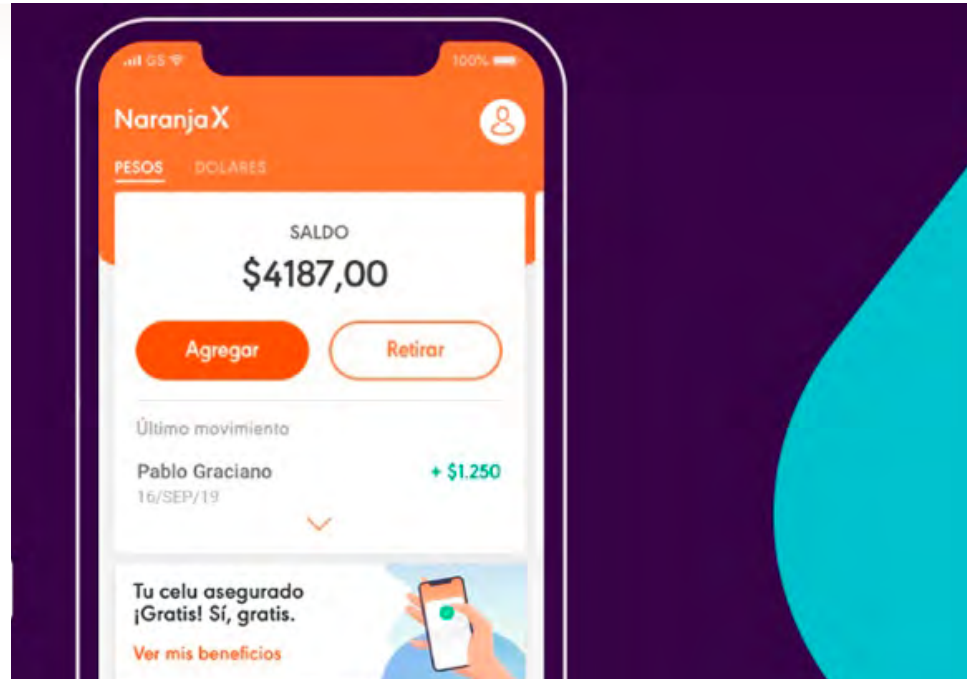 GS 100%
NaranjaX
PESOS DOLARES
SALDO
$4187,00
Agregar Retirar
Último movimiento
Pablo Graciano + $1.250
16/SEP/19
Tu celu asegurado
¡Gratis! Sí, gratis.
Ver mis beneficios